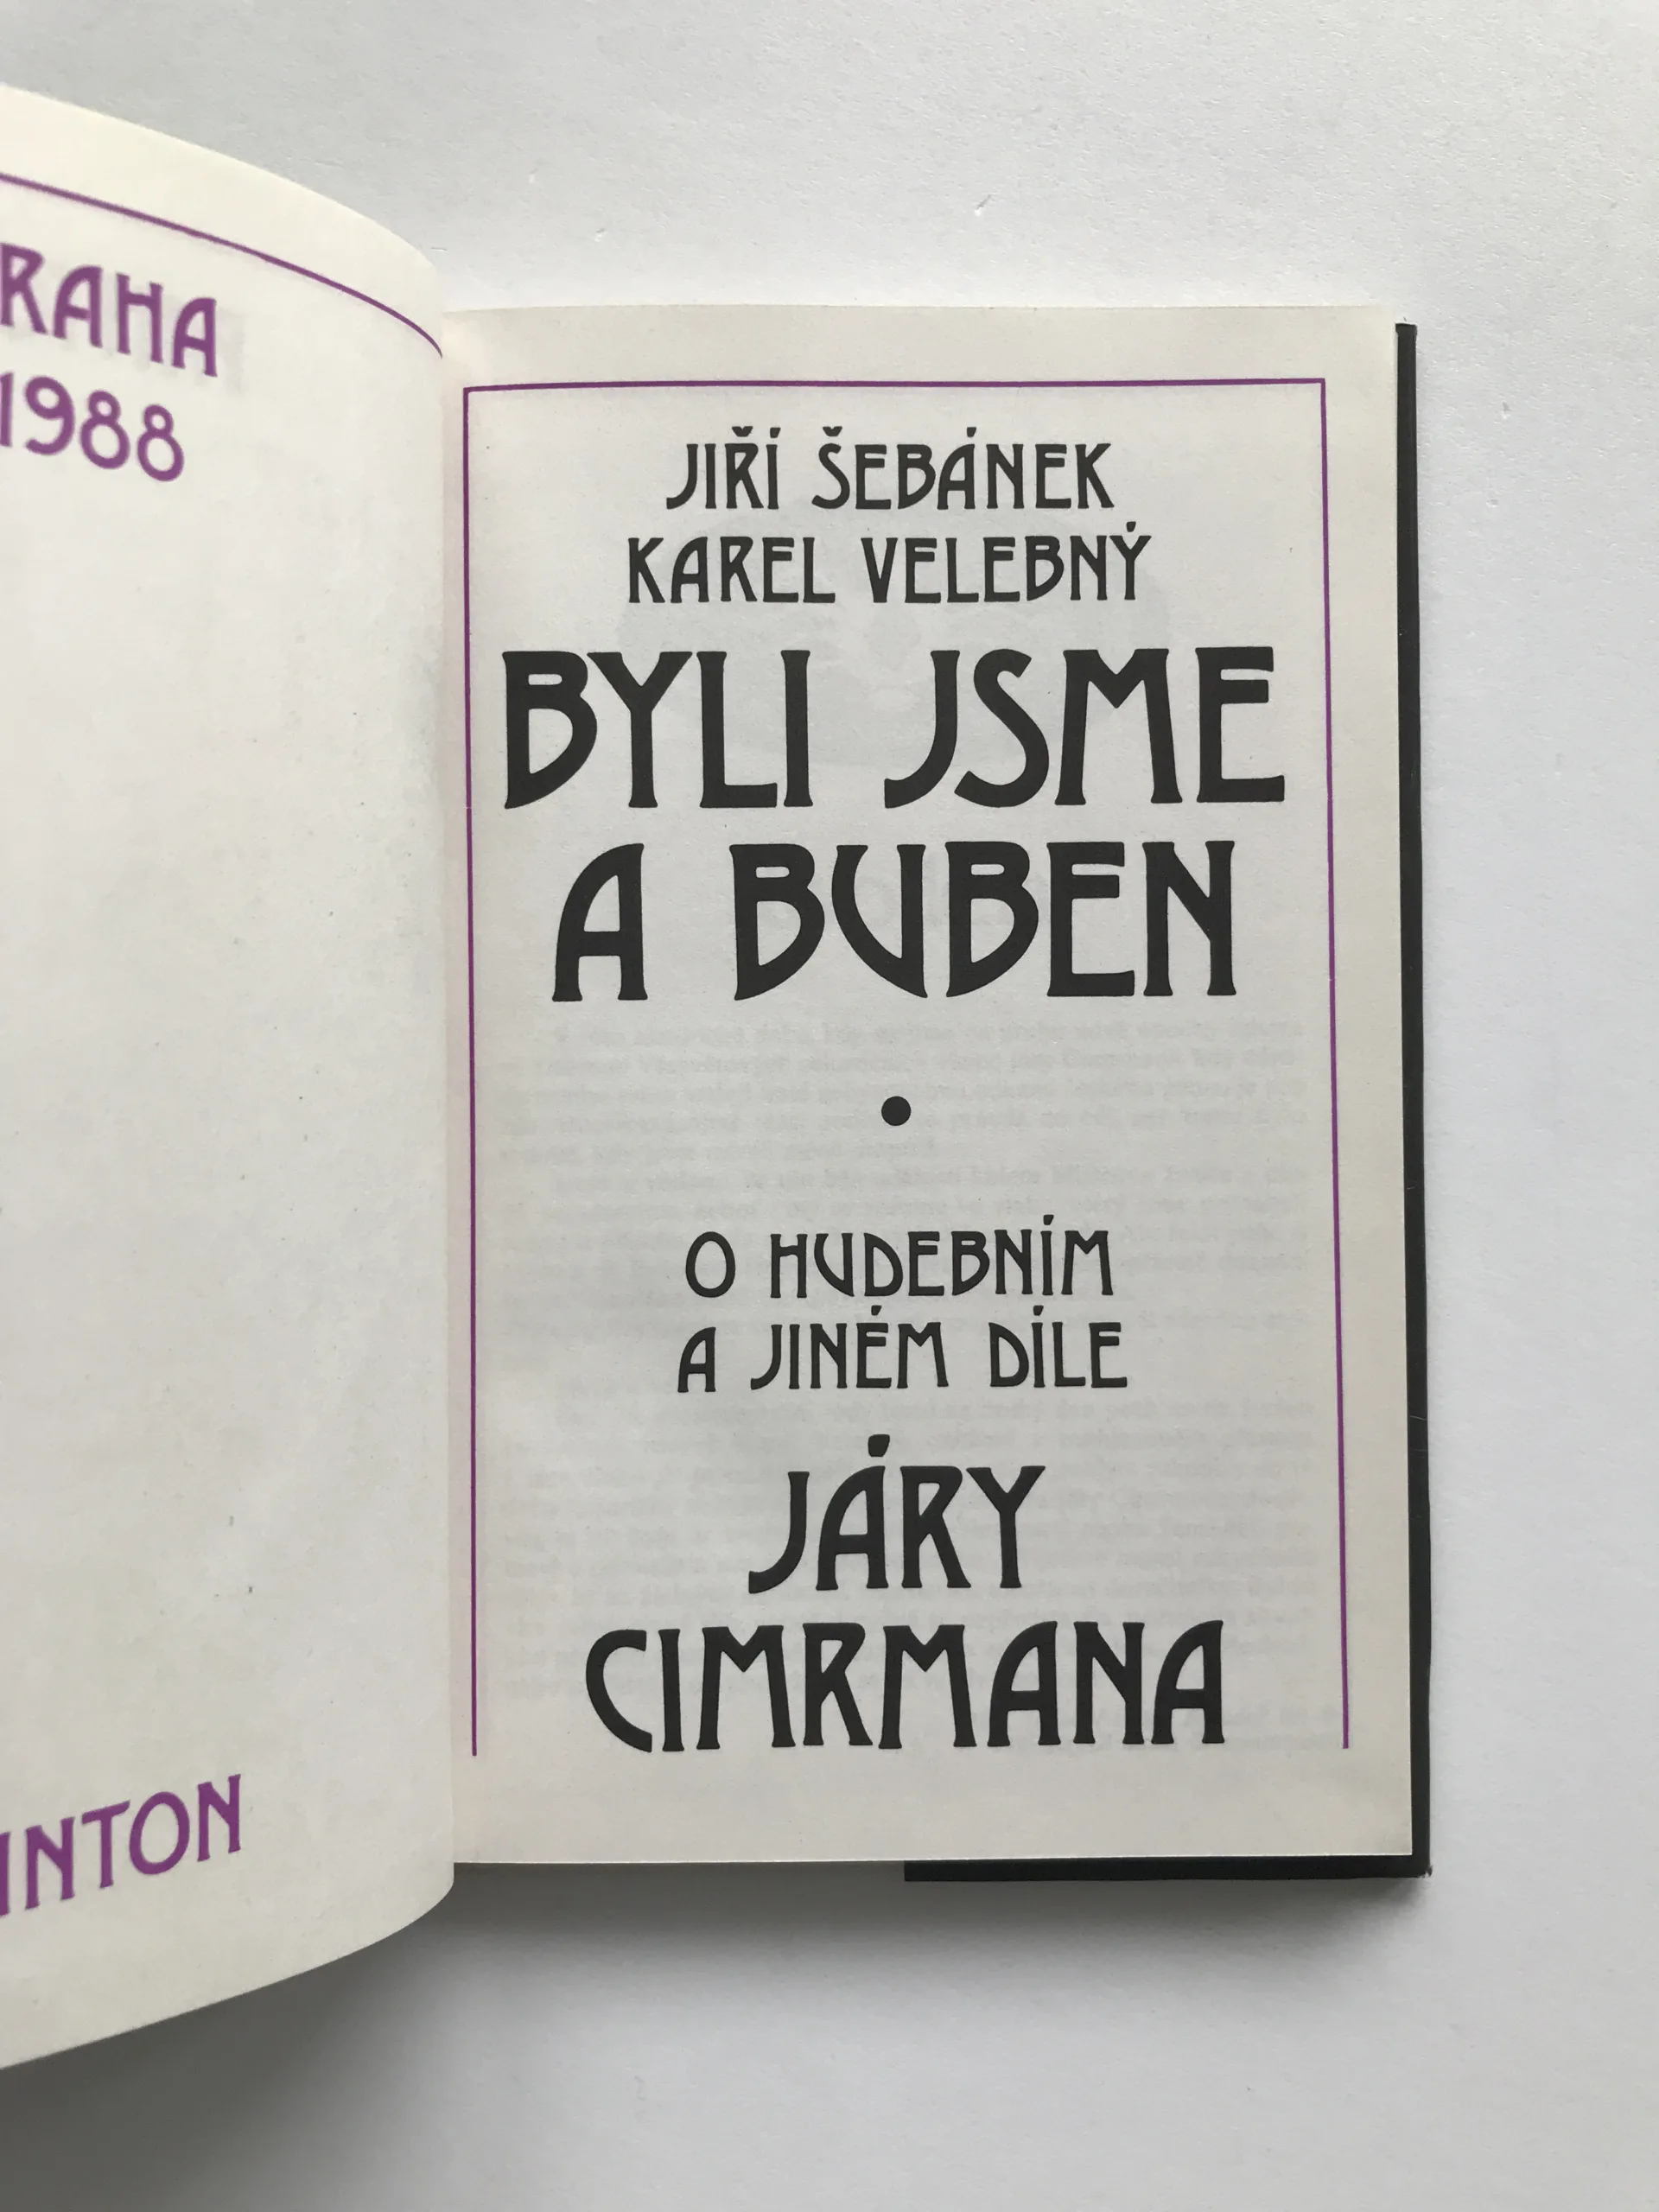 RAHA
1988
INTON
JIŘÍ ŠEBÁNEK
KAREL VELEBNÝ
BYLI JSME
A BUBEN
•
O HUDEBNÍM
A JINÉM DÍLE
JÁRY
CIMRMANA